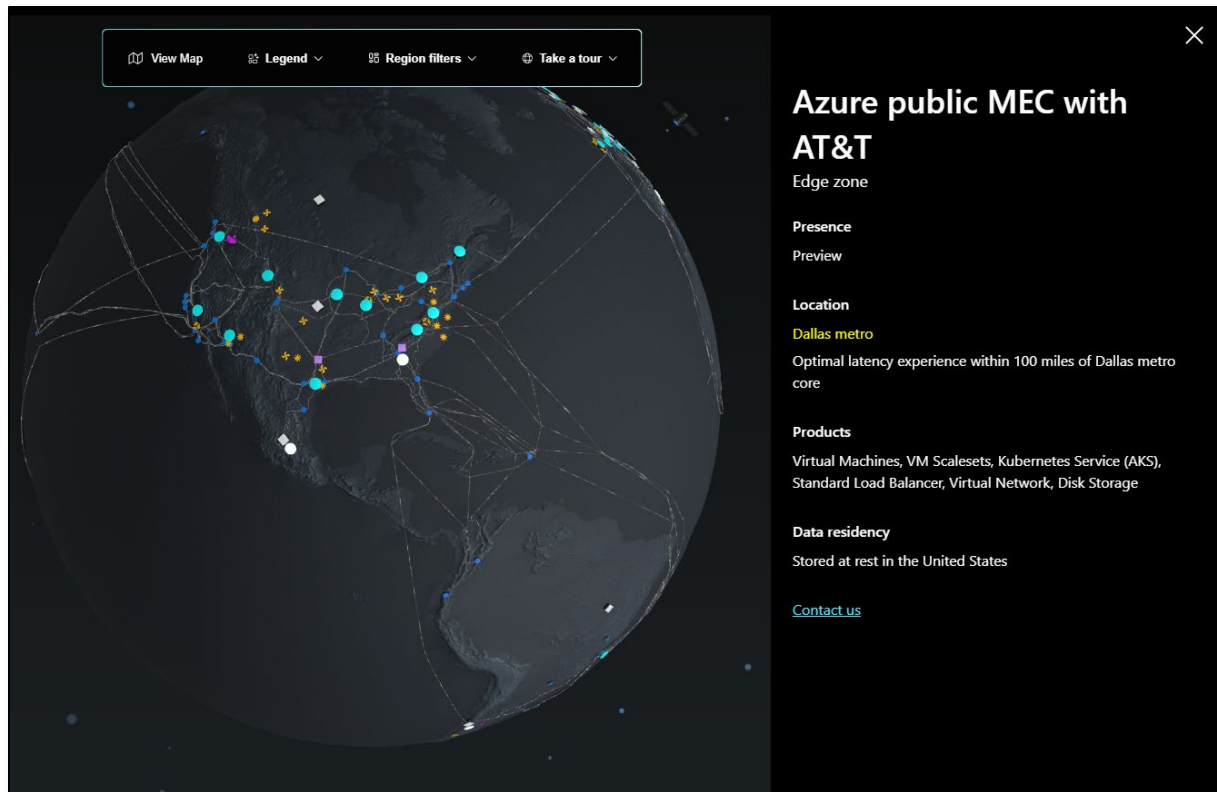 View Map
Legend
Region filters
Take a tour
Azure public MEC with
AT&T
Edge zone
Presence
Preview
Location
Dallas metro
Optimal latency experience within 100 miles of Dallas metro
core
Products
Virtual Machines, VM Scalesets, Kubernetes Service (AKS),
Standard Load Balancer, Virtual Network, Disk Storage
Data residency
Stored at rest in the United States
Contact us